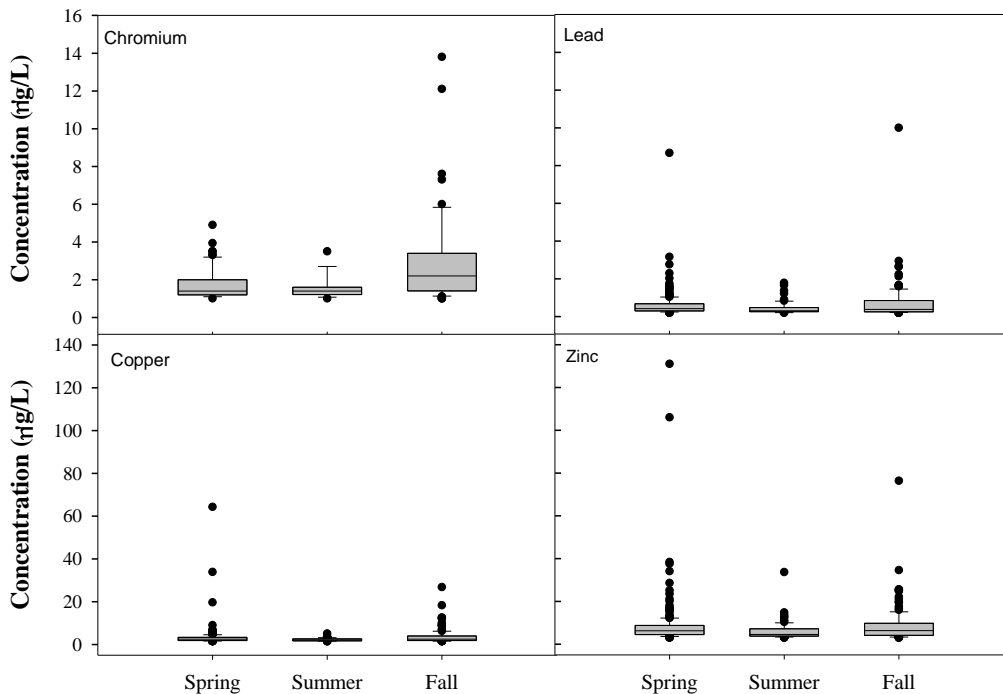 Chromium
Lead
Concentration (ηg/L)
16
14
12
10
8
6
4
2
0
Copper
Zinc
Concentration (ηg/L)
140
120
100
80
60
40
20
0
Spring Summer Fall Spring Summer Fall